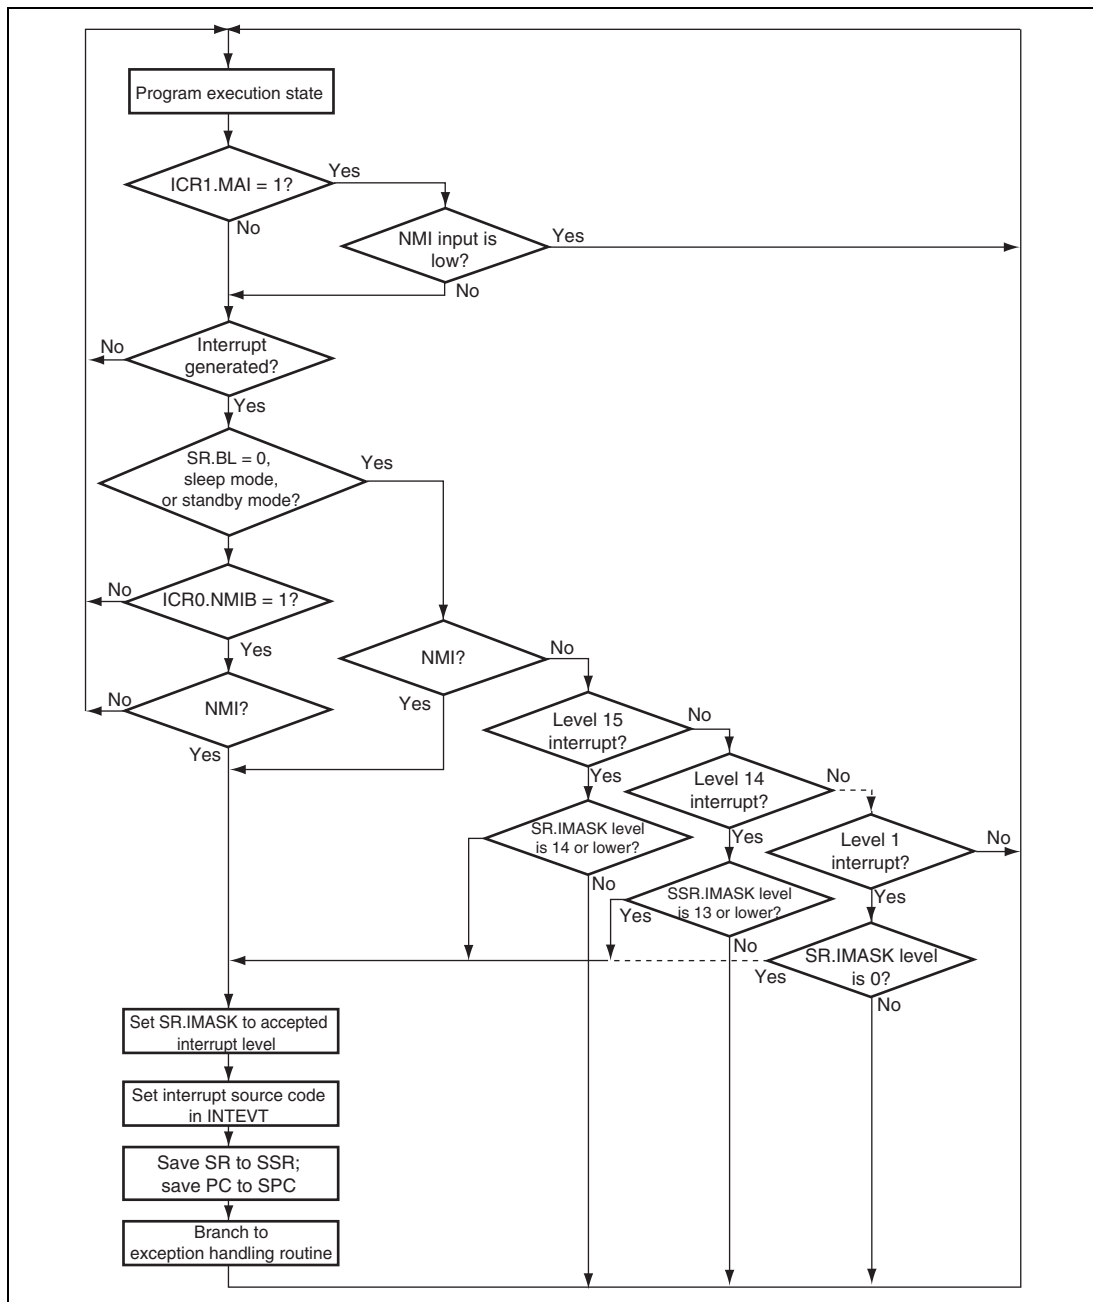 Program execution state
ICR1.MAI = 1?
Yes
No
NMI input is
low?
Yes
No
Interrupt
generated?
No
Yes
SR.BL = 0,
sleep mode,
or standby mode?
Yes
ICR0.NMIB = 1?
No
Yes
NMI?
No
Yes
NMI?
No
Yes
Level 15
interrupt?
No
Yes
Level 14
interrupt?
No
Yes
Level 1
interrupt?
No
Yes
SR.IMASK level
is 14 or lower?
No
SSR.IMASK level
is 13 or lower?
Yes
No
SR.IMASK level
is 0?
Yes
No
Set SR.IMASK to accepted
interrupt level
Set interrupt source code
in INTEVT
Save SR to SSR;
save PC to SPC
Branch to
exception handling routine